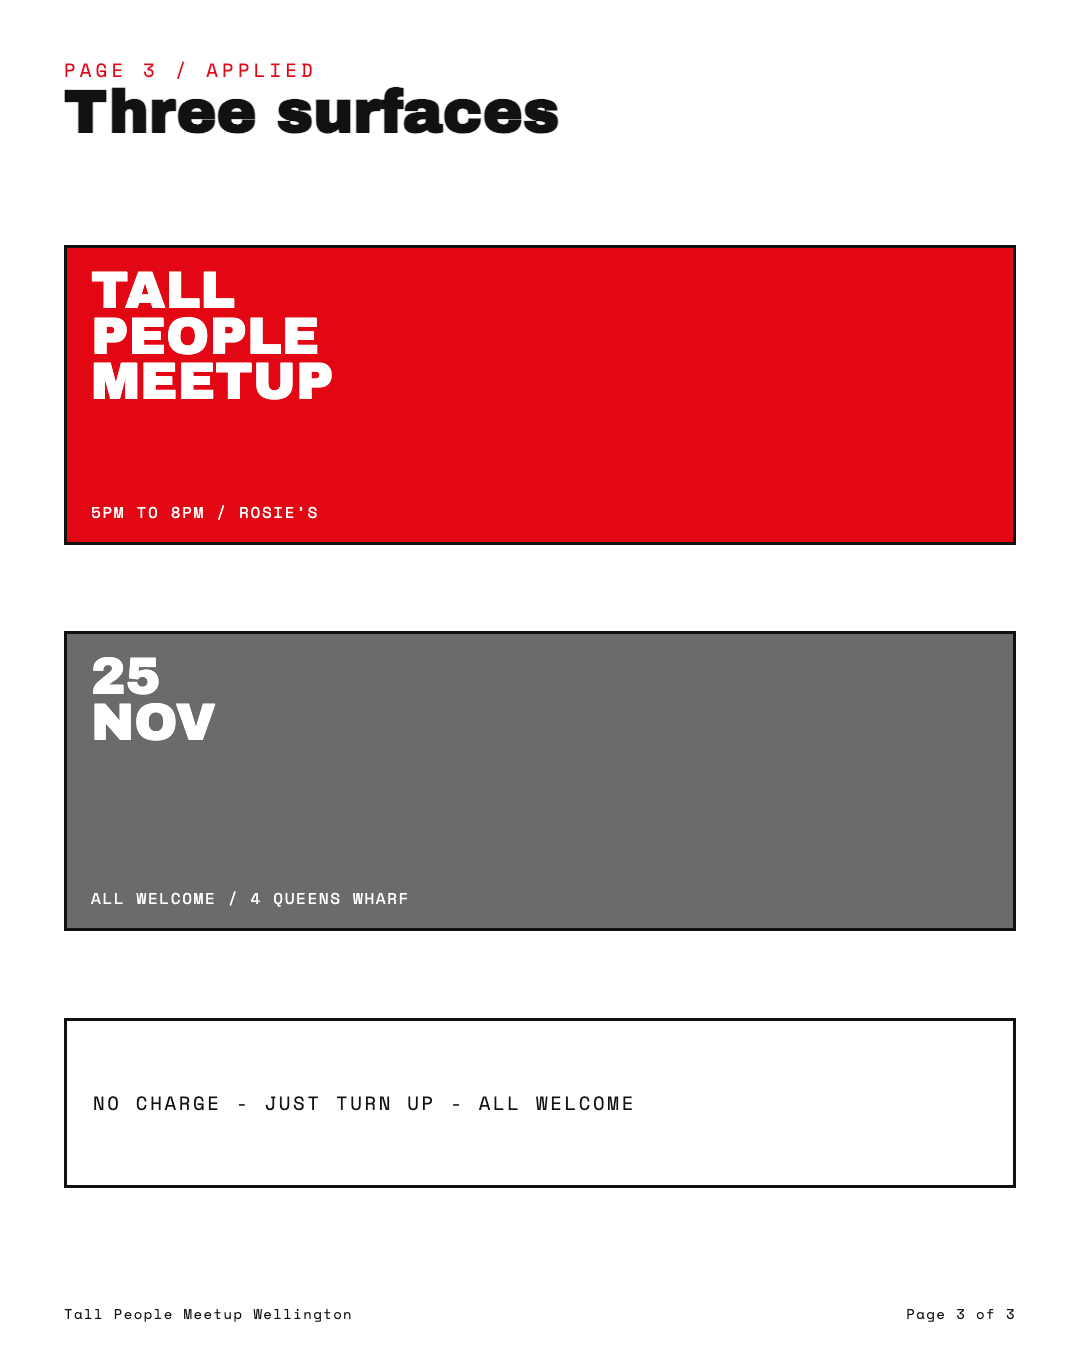 PAGE 3 / APPLIED
Three surfaces
TALL
PEOPLE
MEETUP
5PM TO 8PM / ROSIE'S
25
NOV
ALL WELCOME / 4 QUEENS WHARF
NO CHARGE - JUST TURN UP - ALL WELCOME
Tall People Meetup Wellington
Page 3 of 3